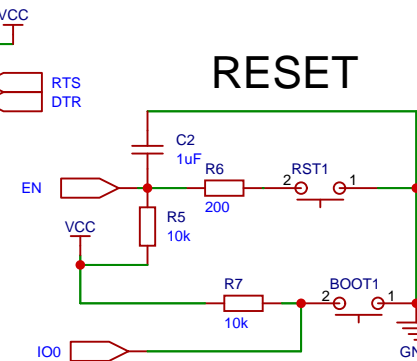 VCC
RTS
DTR
RESET
C2
1uF
R6
RST1
2
1
EN
200
R5
10k
VCC
R7
BOOT1
2
1
10k
IO0
GN